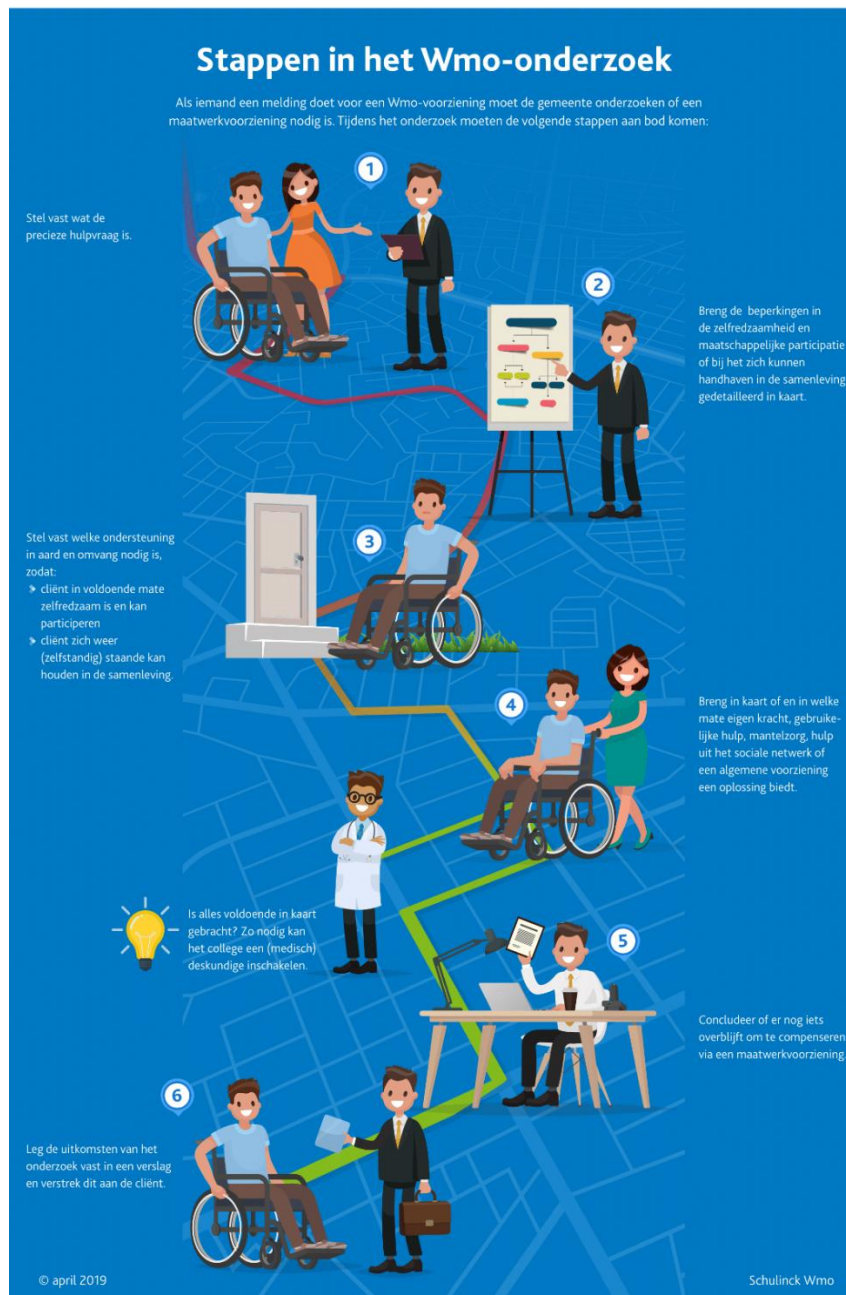 Stappen in het Wmo-onderzoek
Als iemand een melding doet voor een Wmo-voorziening moet de gemeente onderzoeken of een
maatwerkvoorziening nodig is. Tijdens het onderzoek moeten de volgende stappen aan bod komen:
1
Stel vast wat de
precieze hulpvraag is.
2
Breng de beperkingen in
de zelfredzaamheid en
maatschappelijke participatie
of bij het zich kunnen
handhaven in de samenleving
gedetailleerd in kaart.
3
Stel vast welke ondersteuning
in aard en omvang nodig is,
zodat:
cliënt in voldoende mate
zelfredzaam is en kan
participeren
cliënt zich weer
(zelfstandig) staande kan
houden in de samenleving.
4
Breng in kaart of en in welke
mate eigen kracht, gebruike-
lijke hulp, mantelzorg, hulp
uit het sociale netwerk of
een algemene voorziening
een oplossing biedt.
Is alles voldoende in kaart
gebracht? Zo nodig kan
het college een (medisch)
deskundige inschakelen.
5
Concludeer of er nog iets
overblijft om te compenseren
via een maatwerkvoorziening.
6
Leg de uitkomsten van het
onderzoek vast in een verslag
en verstrek dit aan de cliënt.
© april 2019
Schulinck Wmo